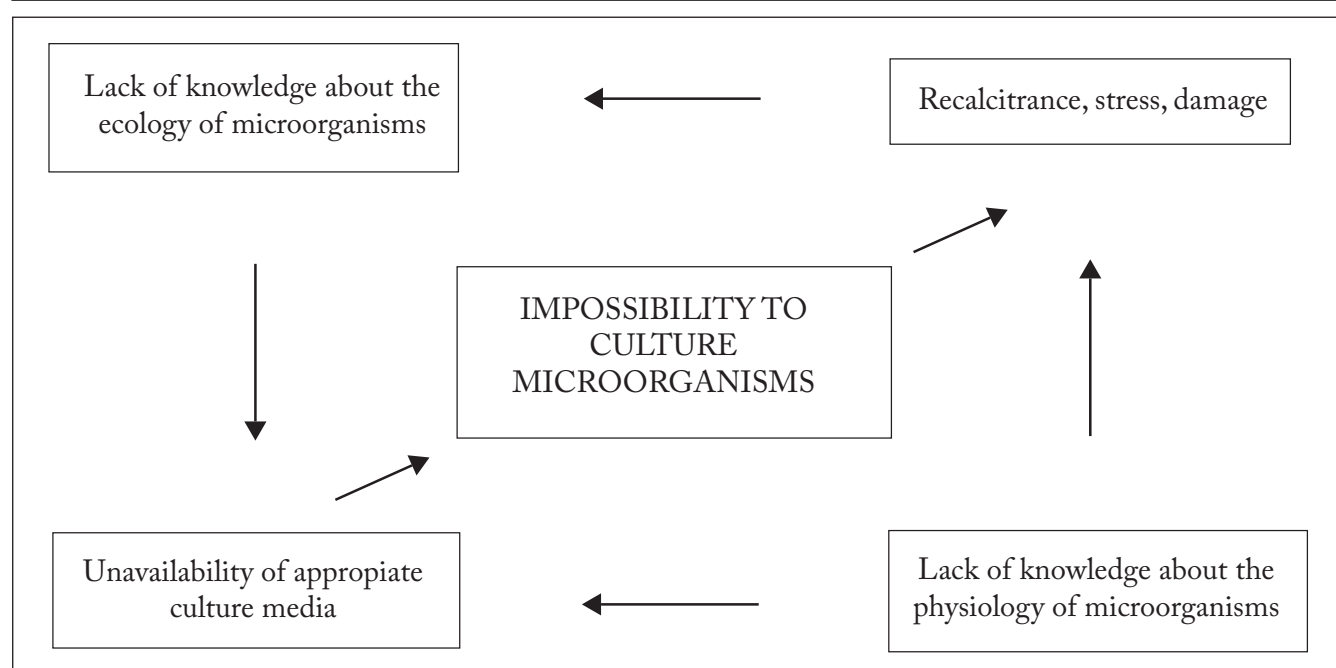 Lack of knowledge about the
ecology of microorganisms
Recalcitrance, stress, damage
IMPOSSIBILITY TO
CULTURE
MICROORGANISMS
Unavailability of appropiate
culture media
Lack of knowledge about the
physiology of microorganisms